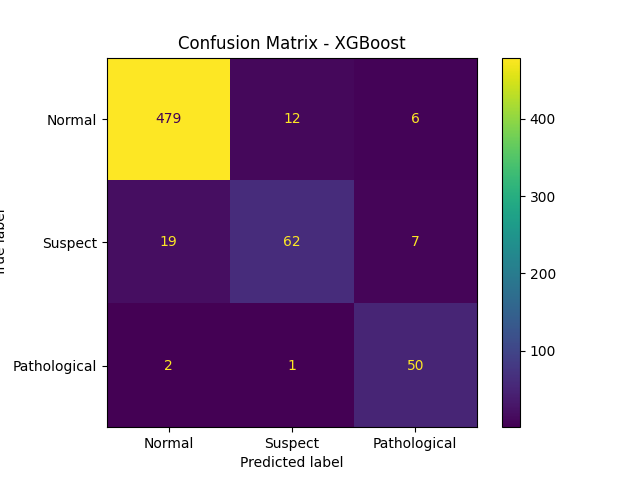 Confusion Matrix - XGBoost
Normal
479
12
6
400
300
Suspect
19
62
7
200
100
Pathological
2
1
50
Normal
Suspect
Pathological
Predicted label